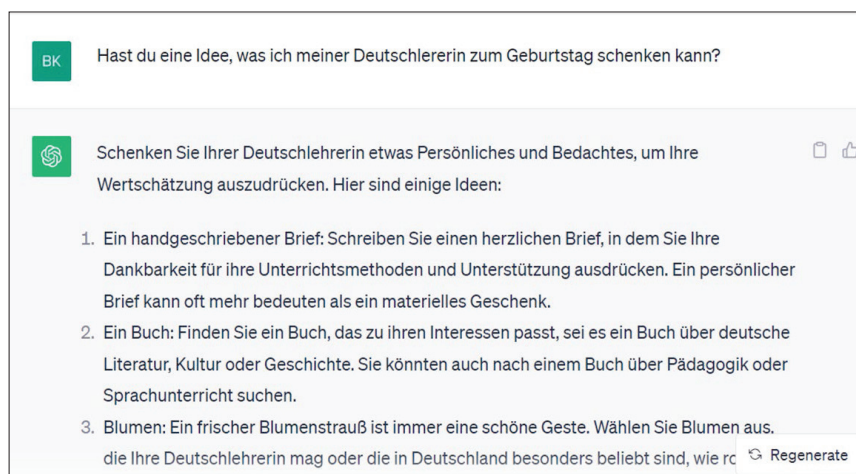 BK
Hast du eine Idee, was ich meiner Deutschlererin zum Geburtstag schenken kann?
Schenken Sie Ihrer Deutschlehrerin etwas Persönliches und Bedachtes, um Ihre
Wertschätzung auszudrücken. Hier sind einige Ideen:
1. Ein handgeschriebener Brief: Schreiben Sie einen herzlichen Brief, in dem Sie Ihre
Dankbarkeit für ihre Unterrichtsmethoden und Unterstützung ausdrücken. Ein persönlicher
Brief kann oft mehr bedeuten als ein materielles Geschenk.
2. Ein Buch: Finden Sie ein Buch, das zu ihren Interessen passt, sei es ein Buch über deutsche
Literatur, Kultur oder Geschichte. Sie könnten auch nach einem Buch über Pädagogik oder
Sprachunterricht suchen.
3. Blumen: Ein frischer Blumenstrauß ist immer eine schöne Geste. Wählen Sie Blumen aus,
die Ihre Deutschlehrerin mag oder die in Deutschland besonders beliebt sind, wie
Regenerate